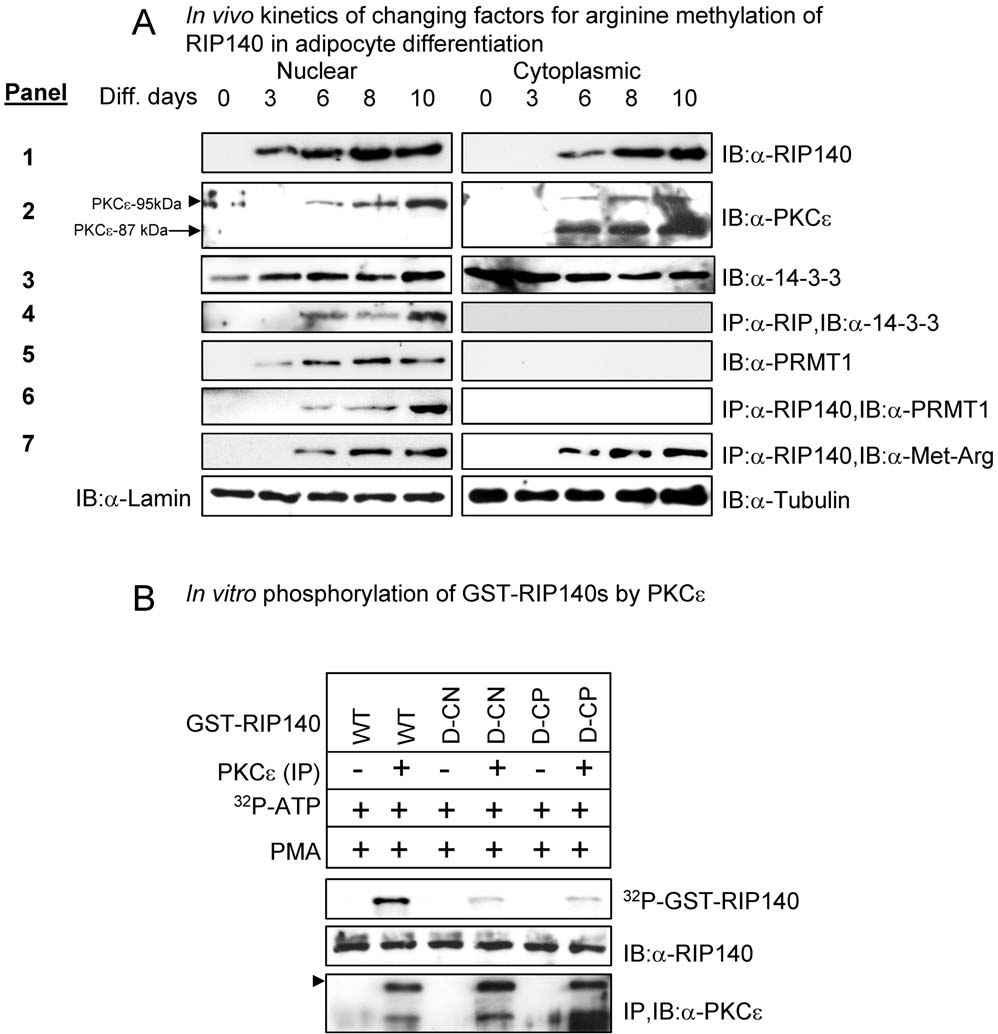 A In vivo kinetics of changing factors for arginine methylation of
RIP140 in adipocyte differentiation
Nuclear Cytoplasmic
Panel Diff. days 0 3 6 8 10 0 3 6 8 10
1 IB:α-RIP140
2 PKCε-95kDa IB:α-PKCε
PKCε-87 kDa
3 IB:α-14-3-3
4 IP:α-RIP,IB:α-14-3-3
5 IB:α-PRMT1
6 IP:α-RIP140,IB:α-PRMT1
7 IP:α-RIP140,IB:α-Met-Arg
IB:α-Lamin IB:α-Tubulin
B In vitro phosphorylation of GST-RIP140s by PKCε
GST-RIP140 WT WT D-CN D-CN D-CP D-CP
PKCε (IP) - + - + - +
³²P-ATP + + + + + +
PMA + + + + + +
³²P-GST-RIP140
IB:α-RIP140
IP,IB:α-PKCε